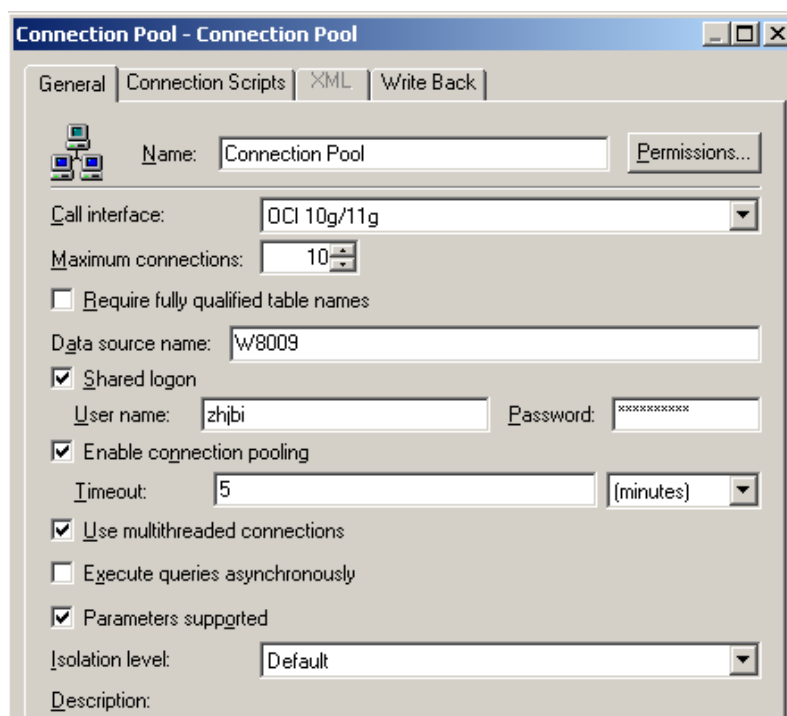 Connection Pool - Connection Pool
General Connection Scripts XML Write Back
Name: Connection Pool Permissions...
Call interface: OCI 10g/11g
Maximum connections: 10
Require fully qualified table names
Data source name: W8009
Shared logon
User name: zhjbi Password: **********
Enable connection pooling
Timeout: 5 (minutes)
Use multithreaded connections
Execute queries asynchronously
Parameters supported
Isolation level: Default
Description: